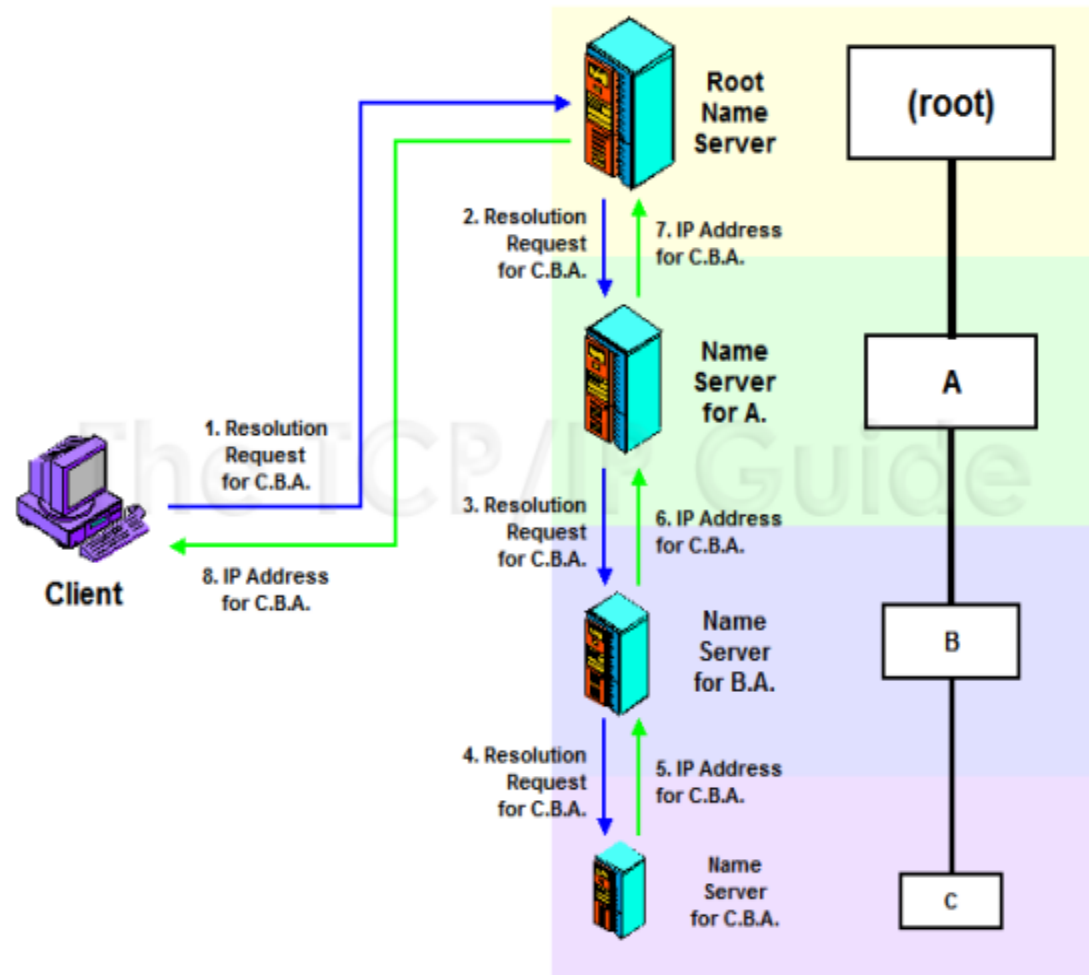 Root
Name
Server
(root)
2. Resolution
Request
for C.B.A.
7. IP Address
for C.B.A.
Name
Server
for A.
A
The TCP/IP Guide
1. Resolution
Request
for C.B.A.
3. Resolution
Request
for C.B.A.
6. IP Address
for C.B.A.
Client
8. IP Address
for C.B.A.
Name
Server
for B.A.
B
4. Resolution
Request
for C.B.A.
5. IP Address
for C.B.A.
Name
Server
for C.B.A.
C